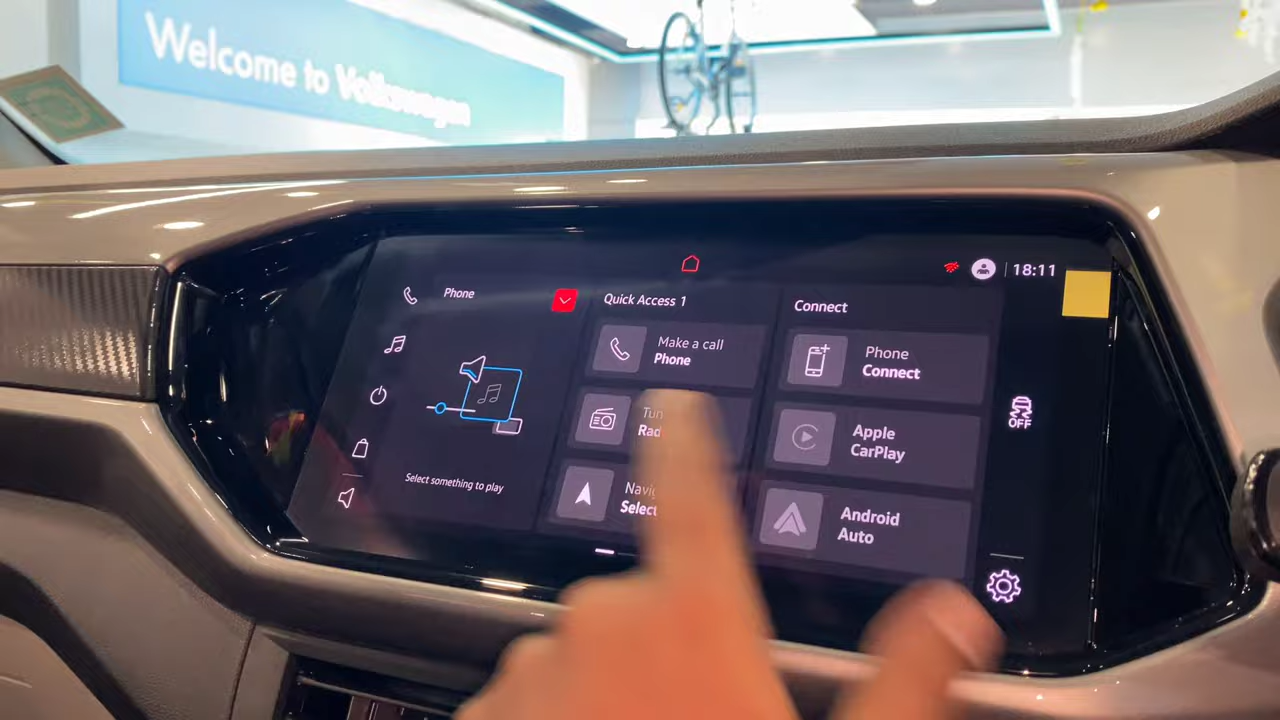 Welcome to Volkswagen
18:11
Phone
Select something to play
Quick Access 1
Make a call
Phone
Select
Connect
Phone
Connect
Apple
CarPlay
Android
Auto
OFF